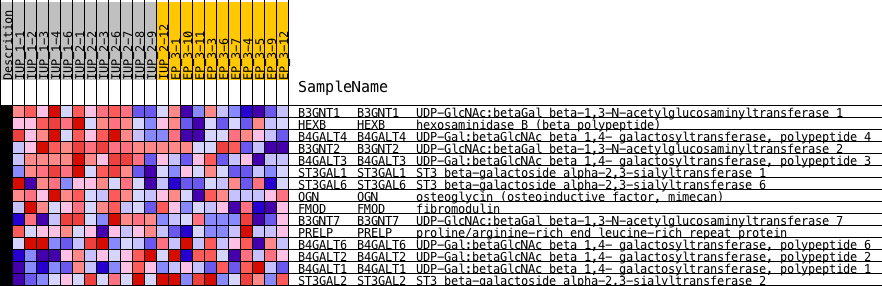 Descrition
IUP_1-1
IUP_1-2
IUP_1-3
IUP_1-4
IUP_1-6
IUP_2-1
IUP_2-2
IUP_2-3
IUP_2-6
IUP_2-7
IUP_2-8
IUP_2-9
IUP_2-12
EP_3-1
EP_3-10
EP_3-11
EP_3-3
EP_3-6
EP_3-7
EP_3-4
EP_3-5
EP_3-9
EP_3-12
SampleName
B3GNT1 B3GNT1 UDP-GlcNAc:betaGal beta-1,3-N-acetylglucosaminyltransferase 1
HEXB HEXB hexosaminidase B (beta polypeptide)
B4GALT4 B4GALT4 UDP-Gal:betaGlcNAc beta 1,4- galactosyltransferase, polypeptide 4
B3GNT2 B3GNT2 UDP-GlcNAc:betaGal beta-1,3-N-acetylglucosaminyltransferase 2
B4GALT3 B4GALT3 UDP-Gal:betaGlcNAc beta 1,4- galactosyltransferase, polypeptide 3
ST3GAL1 ST3GAL1 ST3 beta-galactoside alpha-2,3-sialyltransferase 1
ST3GAL6 ST3GAL6 ST3 beta-galactoside alpha-2,3-sialyltransferase 6
OGN OGN osteoglycin (osteoinductive factor, mimecan)
FMOD FMOD fibromodulin
B3GNT7 B3GNT7 UDP-GlcNAc:betaGal beta-1,3-N-acetylglucosaminyltransferase 7
PRELP PRELP proline/arginine-rich end leucine-rich repeat protein
B4GALT6 B4GALT6 UDP-Gal:betaGlcNAc beta 1,4- galactosyltransferase, polypeptide 6
B4GALT2 B4GALT2 UDP-Gal:betaGlcNAc beta 1,4- galactosyltransferase, polypeptide 2
B4GALT1 B4GALT1 UDP-Gal:betaGlcNAc beta 1,4- galactosyltransferase, polypeptide 1
ST3GAL2 ST3GAL2 ST3 beta-galactoside alpha-2,3-sialyltransferase 2